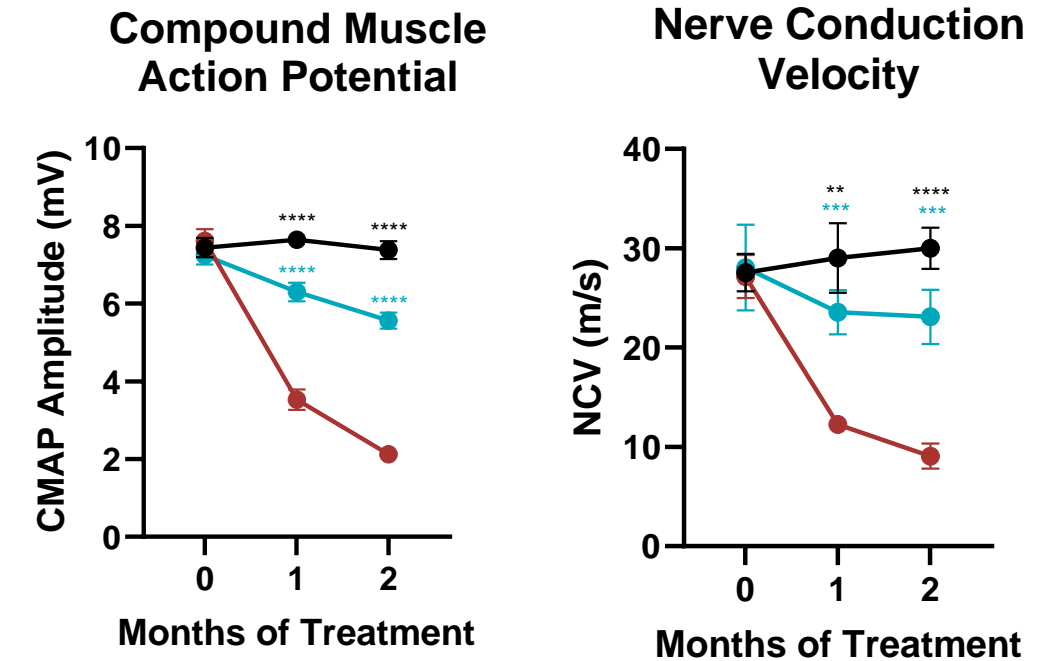 Compound Muscle
Action Potential
CMAP Amplitude (mV)
10
8
6
4
2
0
****
****
****
****
0 1 2
Months of Treatment
Nerve Conduction
Velocity
NCV (m/s)
40
30
20
10
0
** ****
*** ***
0 1 2
Months of Treatment